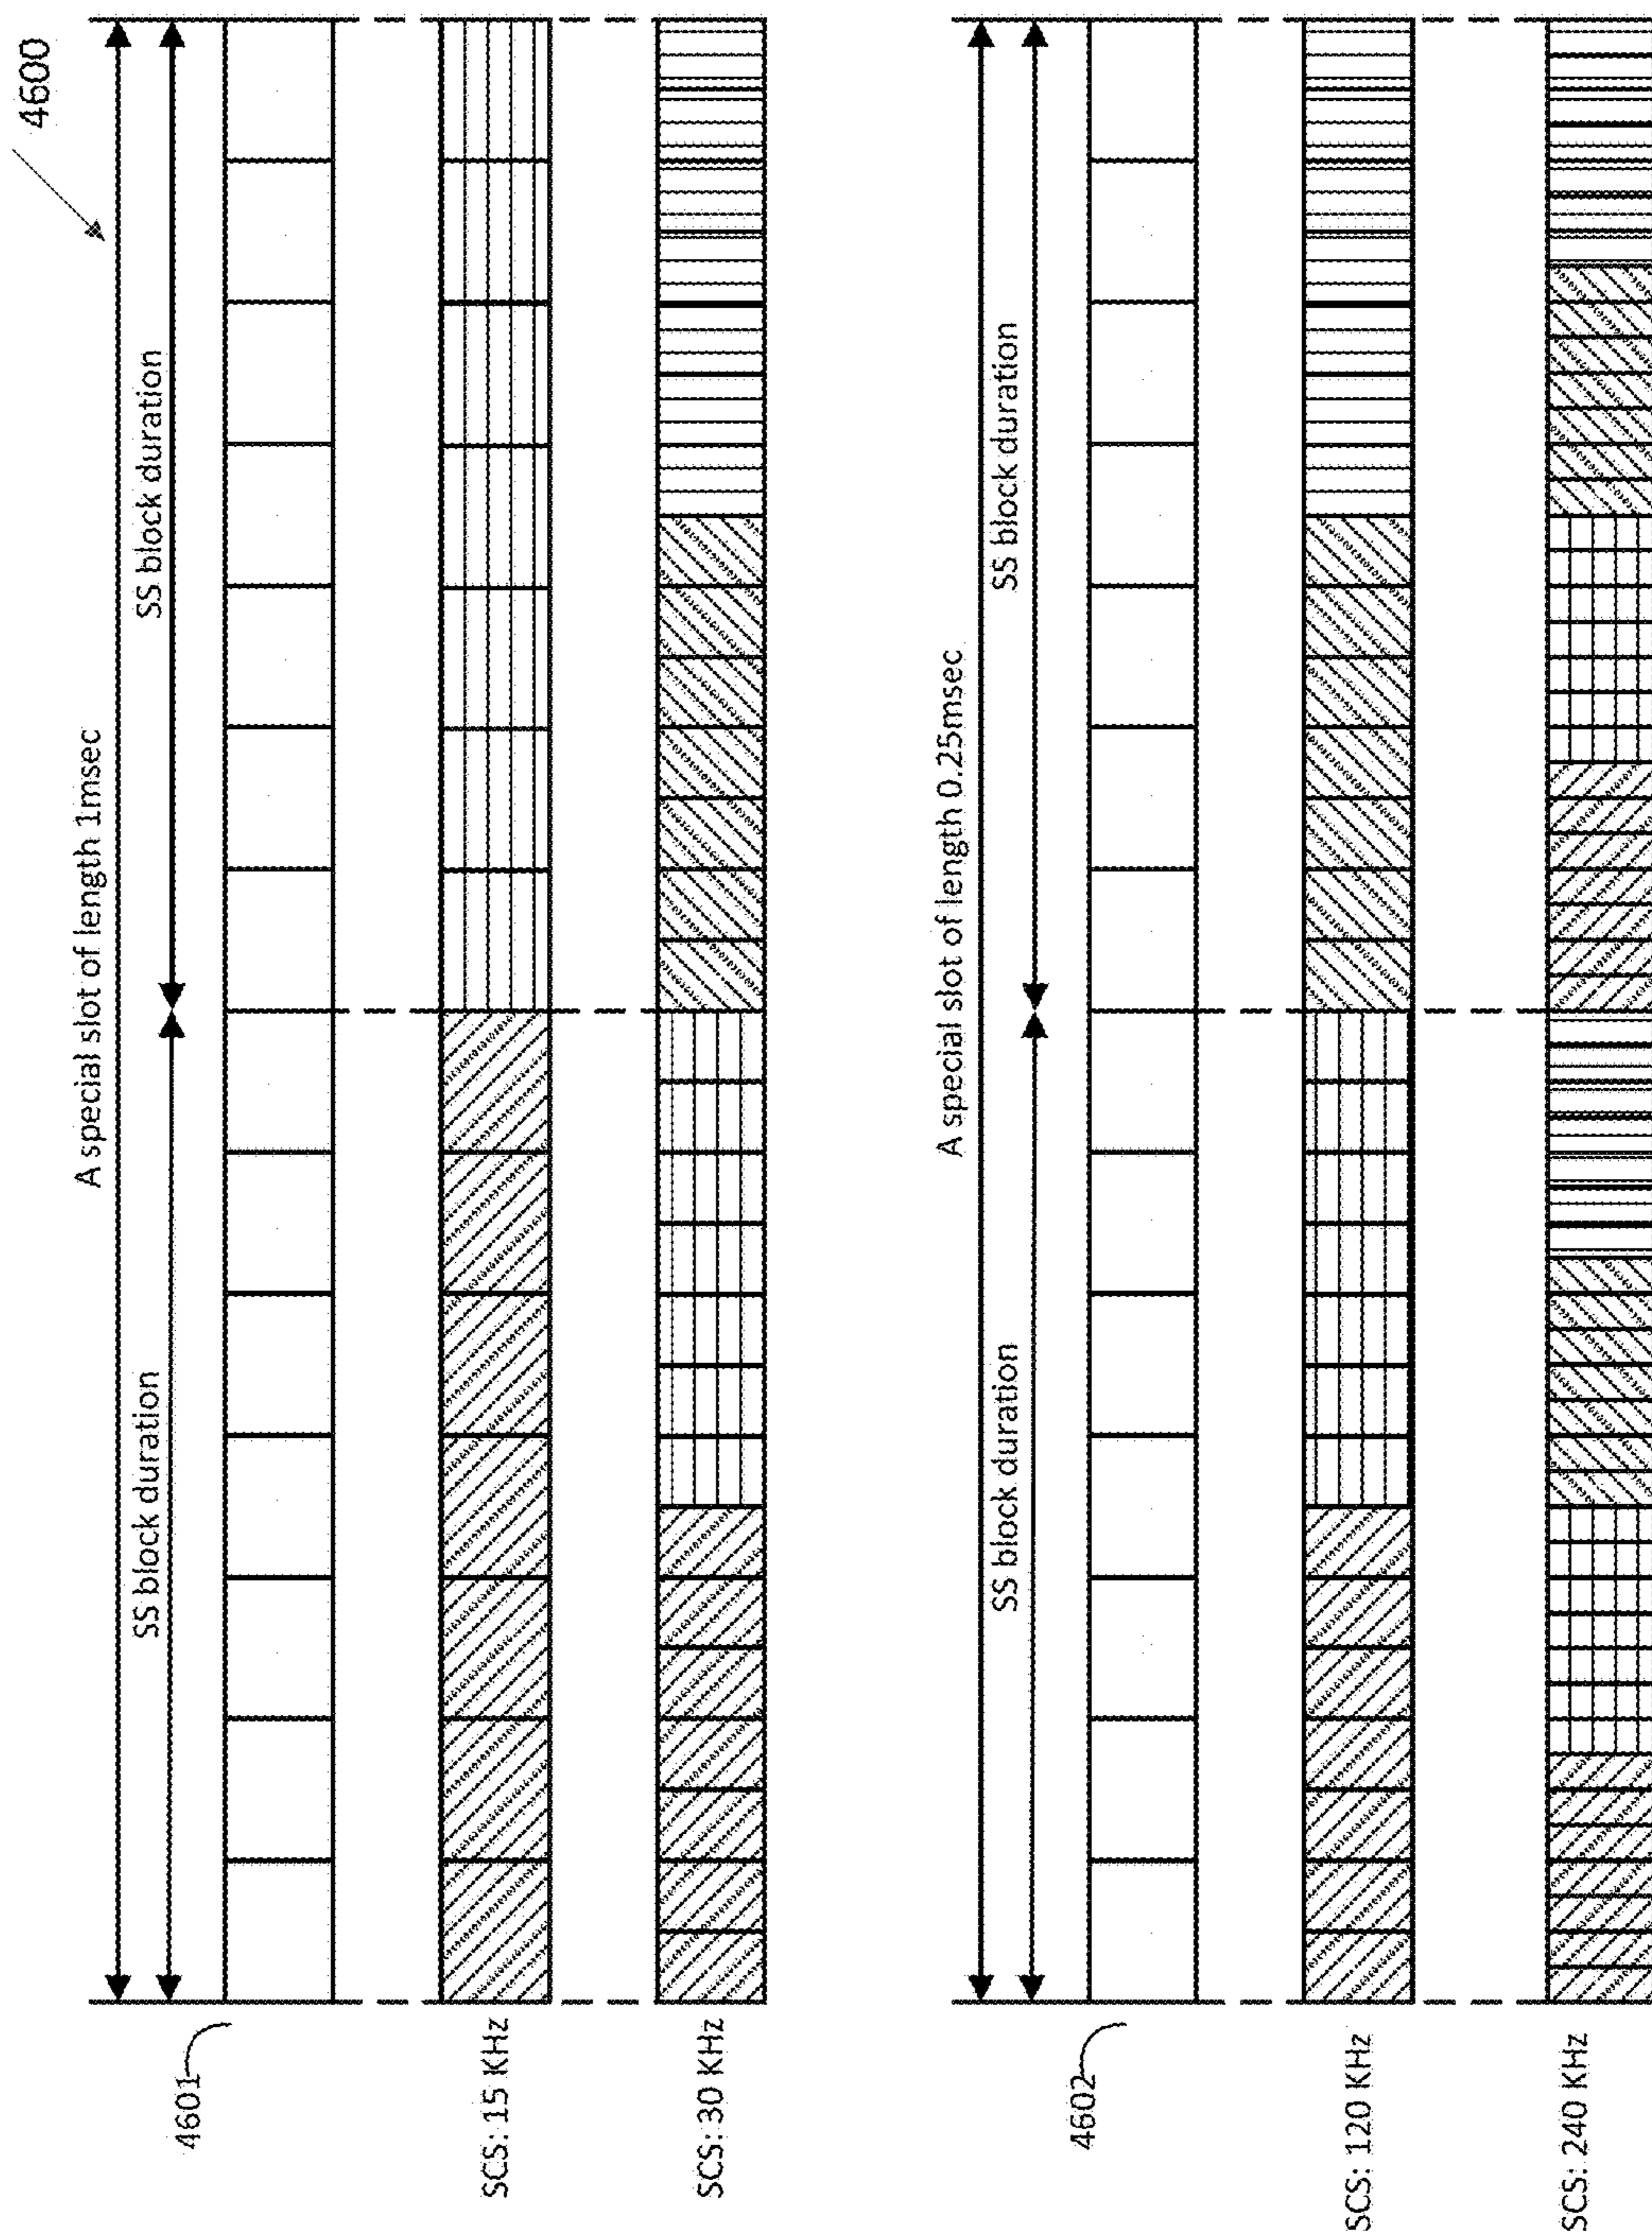 4600
A special slot of length 1msec
SS block duration
SS block duration
4601
SCS: 15 KHz
SCS: 30 KHz
A special slot of length 0.25msec
SS block duration
SS block duration
4602
SCS: 120 KHz
SCS: 240 KHz